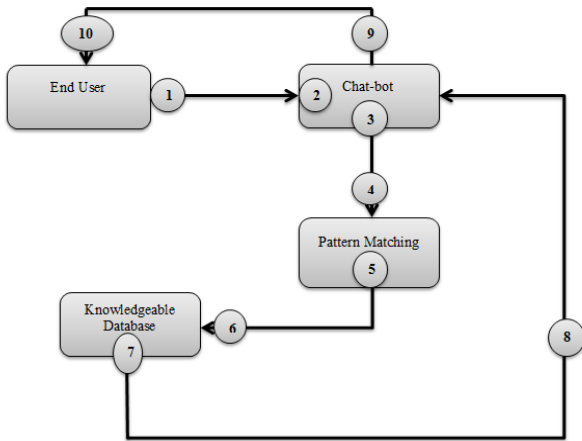 10
9
End User
1
2
Chat-bot
3
4
Pattern Matching
5
Knowledgeable
Database
6
7
8